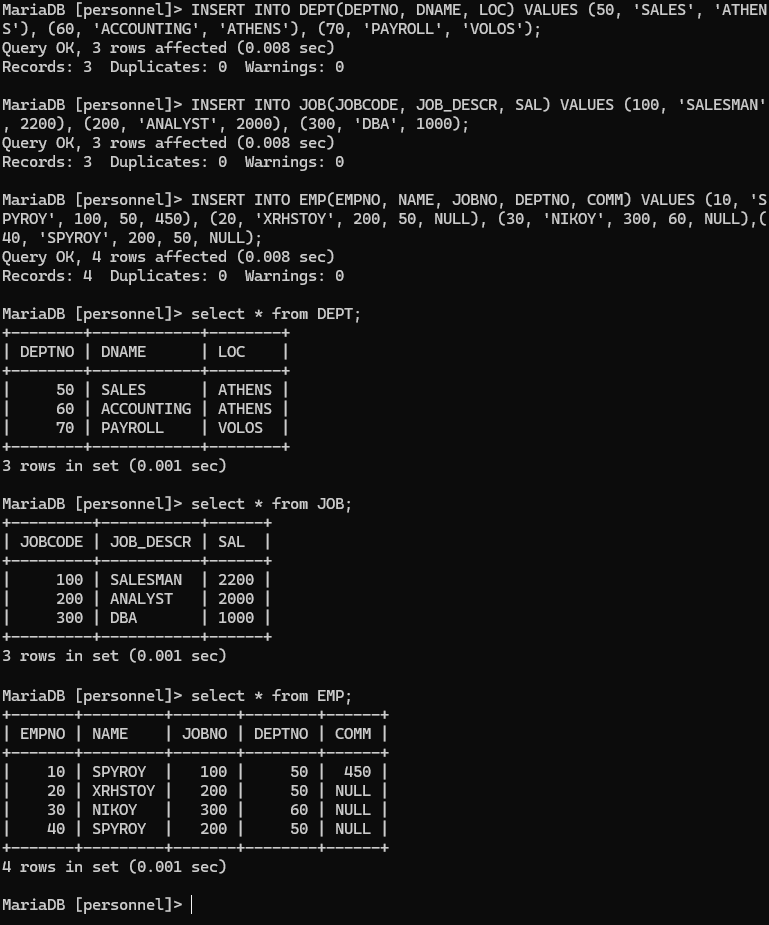 MariaDB [personnel]> INSERT INTO DEPT(DEPTNO, DNAME, LOC) VALUES (50, 'SALES', 'ATHEN
S'), (60, 'ACCOUNTING', 'ATHENS'), (70, 'PAYROLL', 'VOLOS');
Query OK, 3 rows affected (0.008 sec)
Records: 3  Duplicates: 0  Warnings: 0

MariaDB [personnel]> INSERT INTO JOB(JOBCODE, JOB_DESCR, SAL) VALUES (100, 'SALESMAN'
, 2200), (200, 'ANALYST', 2000), (300, 'DBA', 1000);
Query OK, 3 rows affected (0.008 sec)
Records: 3  Duplicates: 0  Warnings: 0

MariaDB [personnel]> INSERT INTO EMP(EMPNO, NAME, JOBNO, DEPTNO, COMM) VALUES (10, 'S
PYROY', 100, 50, 450), (20, 'XRHSTOY', 200, 50, NULL), (30, 'NIKOY', 300, 60, NULL),(
40, 'SPYROY', 200, 50, NULL);
Query OK, 4 rows affected (0.008 sec)
Records: 4  Duplicates: 0  Warnings: 0

MariaDB [personnel]> select * from DEPT;
+--------+------------+--------+
| DEPTNO | DNAME      | LOC    |
+--------+------------+--------+
|     50 | SALES      | ATHENS |
|     60 | ACCOUNTING | ATHENS |
|     70 | PAYROLL    | VOLOS  |
+--------+------------+--------+
3 rows in set (0.001 sec)

MariaDB [personnel]> select * from JOB;
+---------+-----------+------+
| JOBCODE | JOB_DESCR | SAL  |
+---------+-----------+------+
|     100 | SALESMAN  | 2200 |
|     200 | ANALYST   | 2000 |
|     300 | DBA       | 1000 |
+---------+-----------+------+
3 rows in set (0.001 sec)

MariaDB [personnel]> select * from EMP;
+-------+---------+-------+--------+------+
| EMPNO | NAME    | JOBNO | DEPTNO | COMM |
+-------+---------+-------+--------+------+
|    10 | SPYROY  |   100 |     50 |  450 |
|    20 | XRHSTOY |   200 |     50 | NULL |
|    30 | NIKOY   |   300 |     60 | NULL |
|    40 | SPYROY  |   200 |     50 | NULL |
+-------+---------+-------+--------+------+
4 rows in set (0.001 sec)

MariaDB [personnel]>